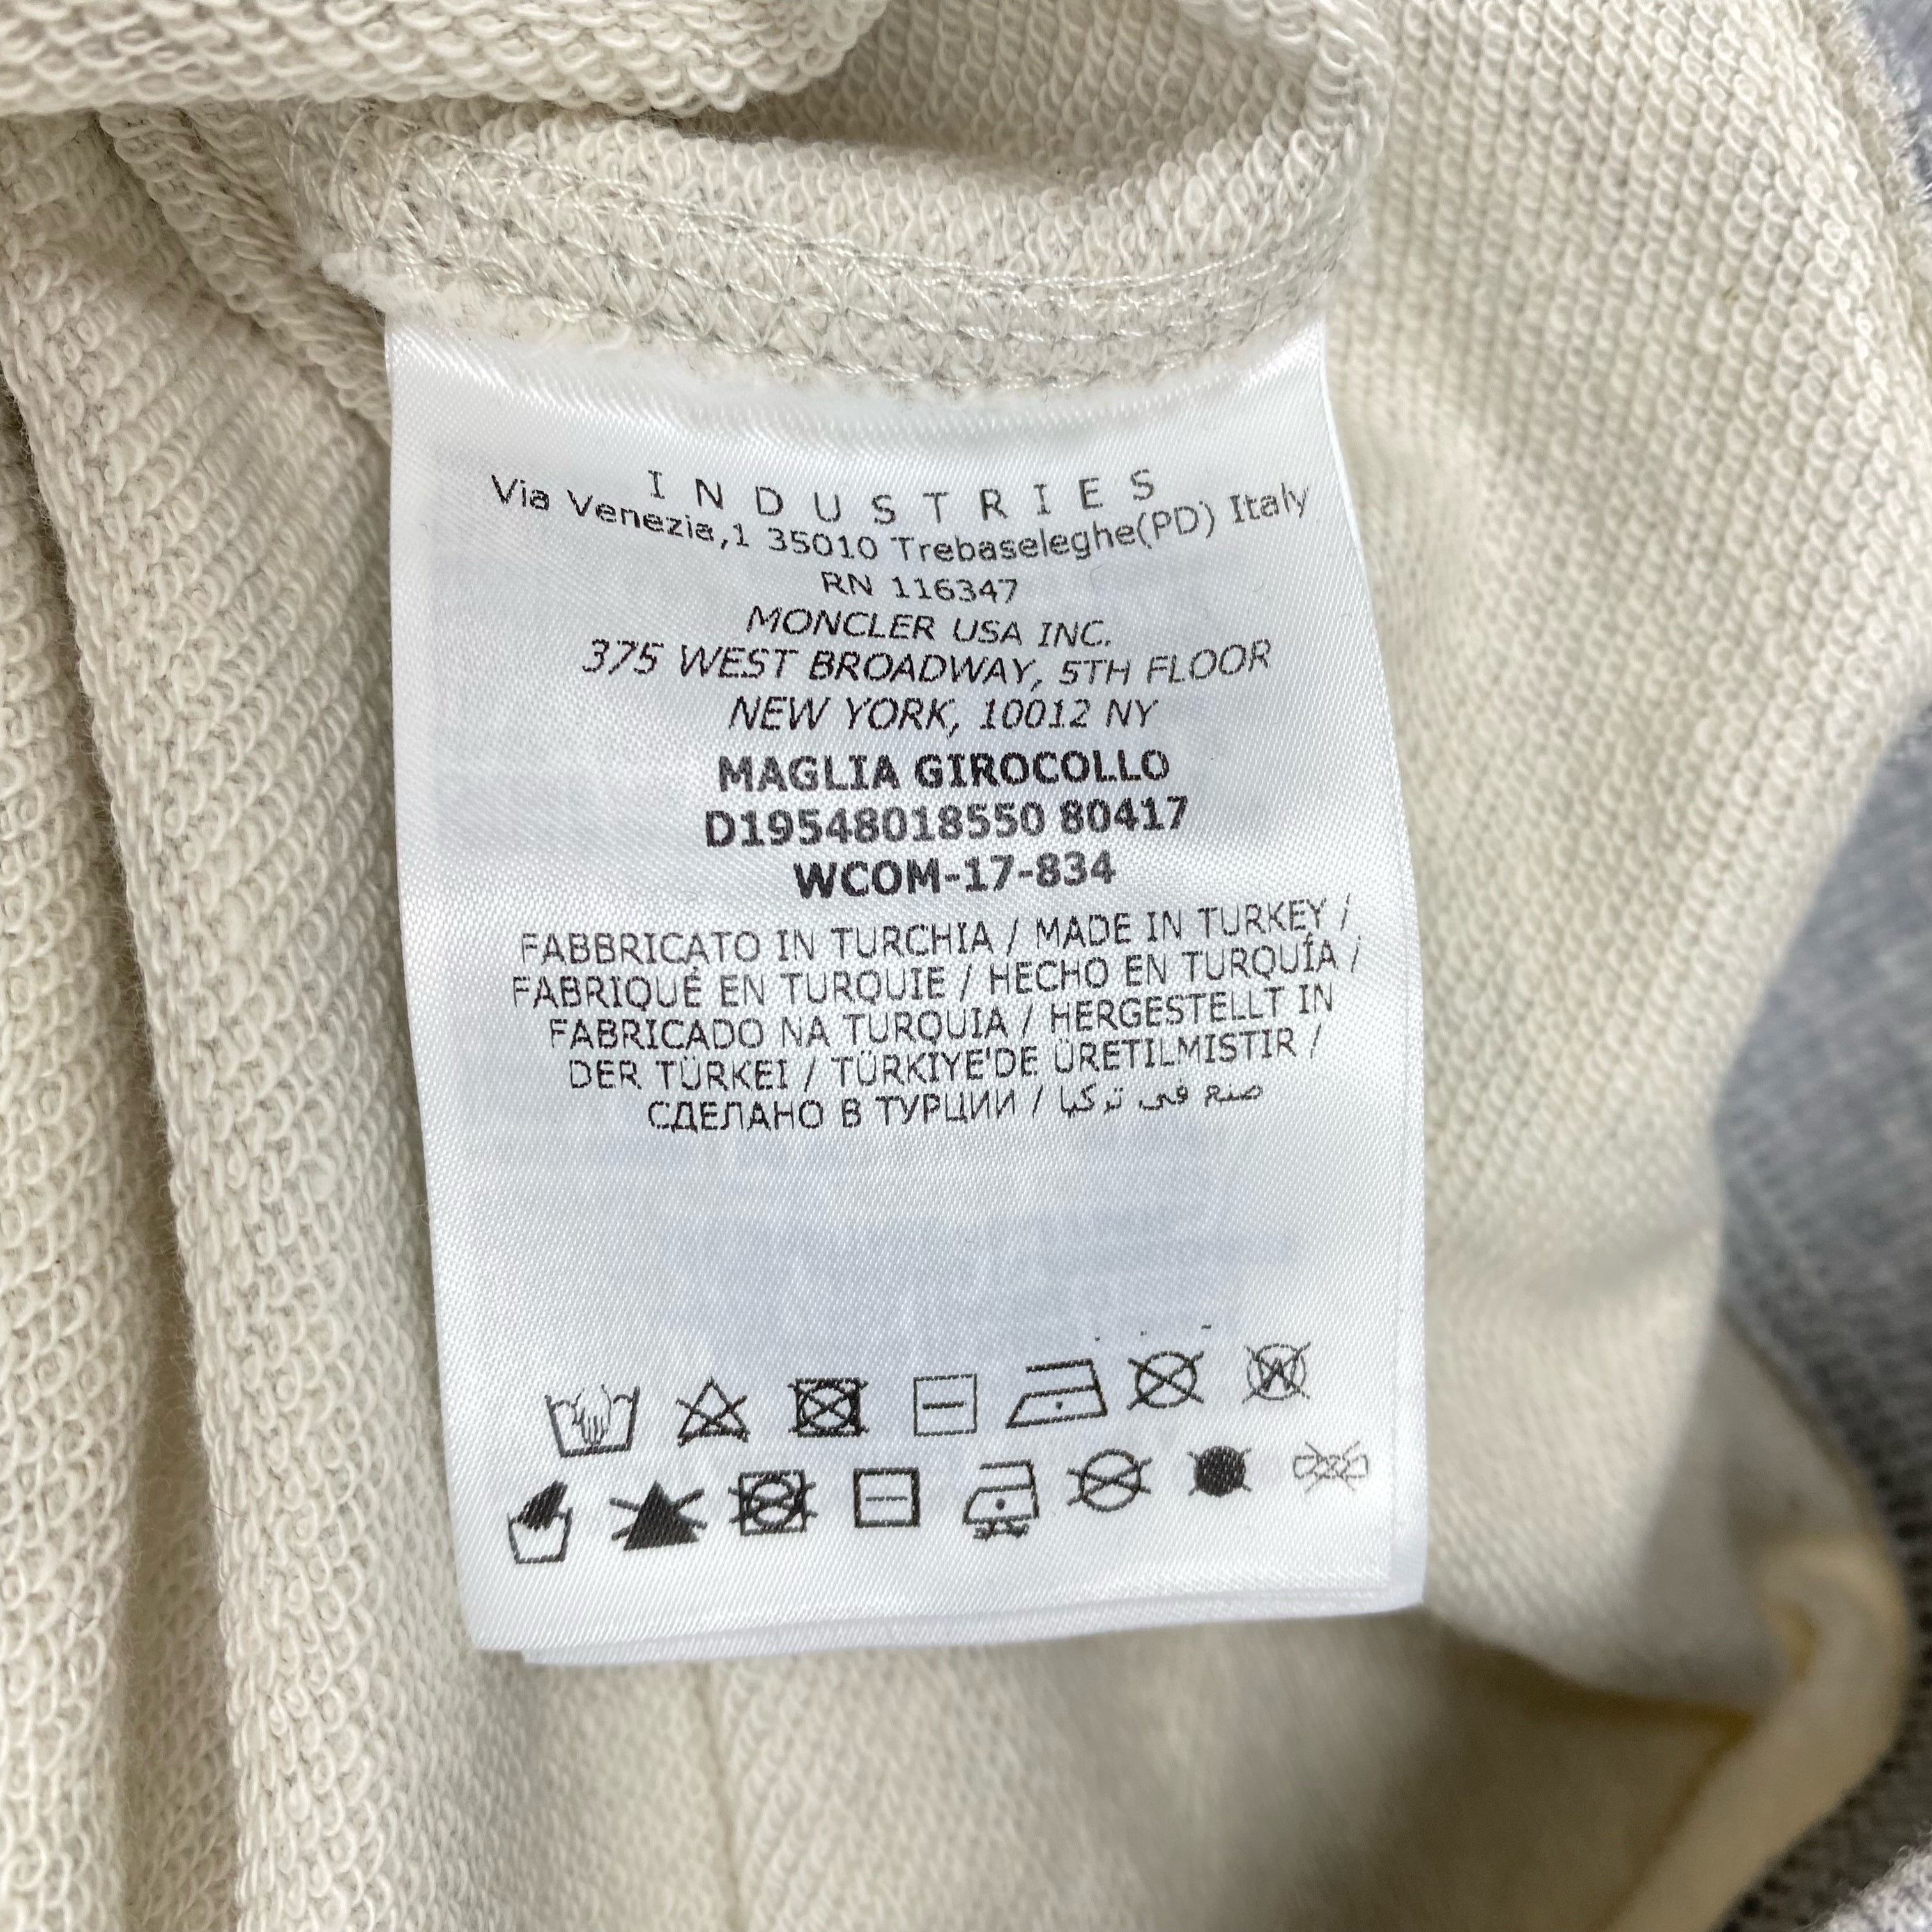 INDUSTRIES
Via Venezia,1 35010 Trebaseleghe(PD) Italy
RN 116347
MONCLER USA INC.
375 WEST BROADWAY, 5TH FLOOR
NEW YORK, 10012 NY
MAGLIA GIROCOLLO
D19548018550 80417
WCOM-17-834
FABBRICATO IN TURCHIA / MADE IN TURKEY /
FABRIQUÉ EN TURQUIE / HECHO EN TURQUÍA /
FABRICADO NA TURQUIA / HERGESTELLT IN
DER TÜRKEI / TÜRKIYE'DE ÜRETILMISTIR /
СДЕЛАНО В ТУРЦИИ / صنع في تركيا
W